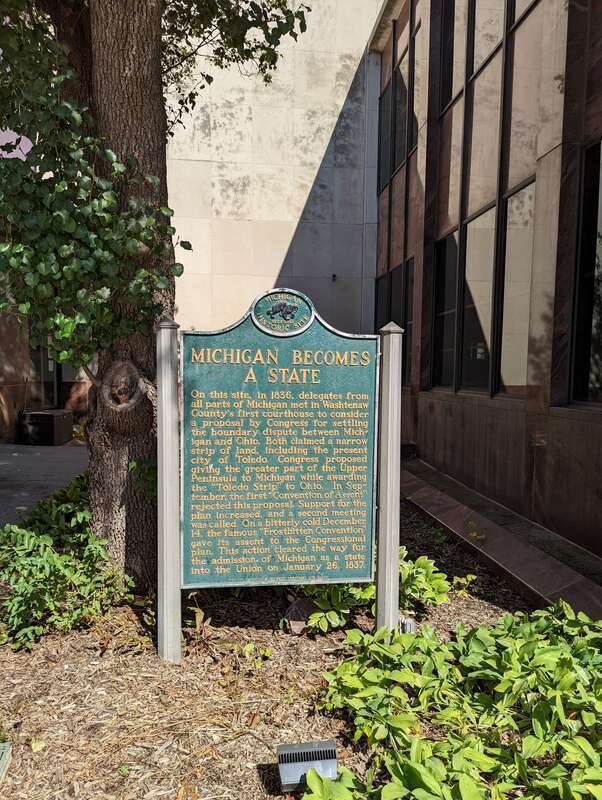 MICHIGAN
HISTORIC SITE
MICHIGAN BECOMES
A STATE
On this site, in 1836, delegates from
all parts of Michigan met in Washtenaw
County's first courthouse to consider
a proposal by Congress for settling
the boundary dispute between Mich-
igan and Ohio. Both claimed a narrow
strip of land, including the present
city of Toledo. Congress proposed
giving the greater part of the Upper
Peninsula to Michigan while awarding
the "Toledo Strip" to Ohio. In Sep-
tember, the first "Convention of Assent"
rejected this proposal. Support for the
plan increased, and a second meeting
was called. On a bitterly cold December
14, the famous "Frostbitten Convention"
gave its assent to the Congressional
plan. This action cleared the way for
the admission of Michigan as a state
into the Union on January 26, 1837.